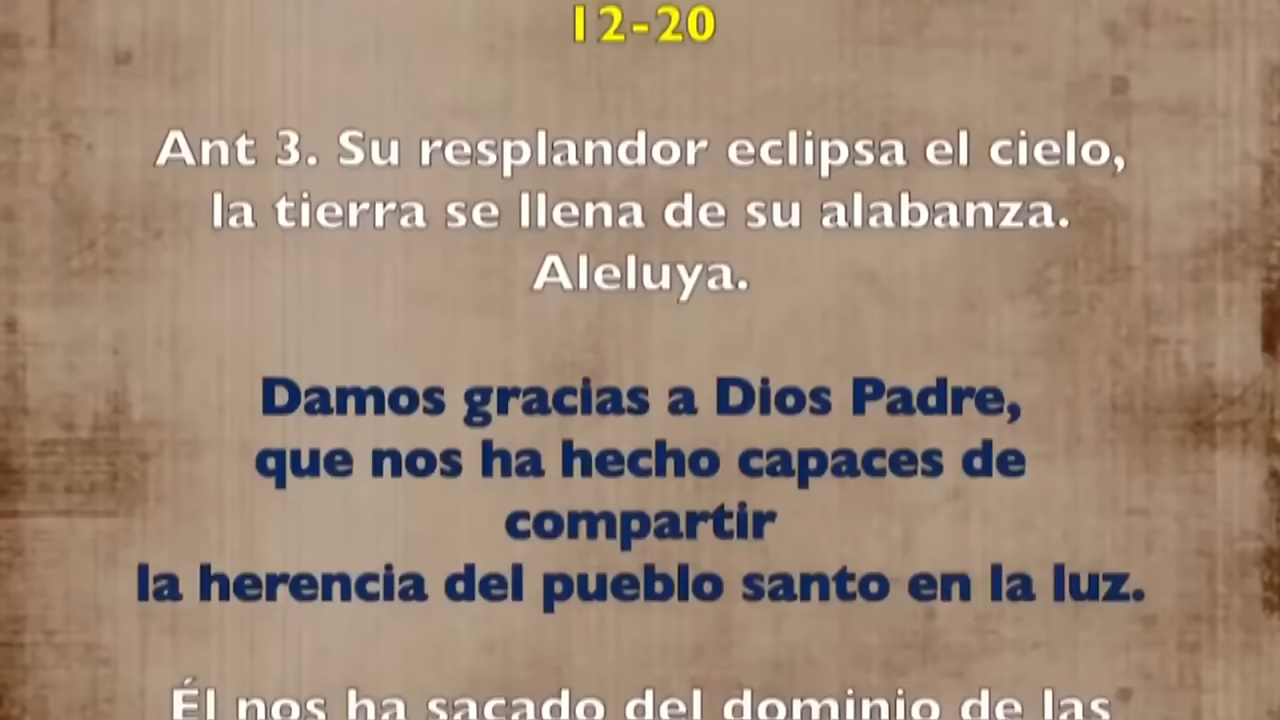 12-20
Ant 3. Su resplandor eclipsa el cielo,
la tierra se llena de su alabanza.
Aleluya.
Damos gracias a Dios Padre,
que nos ha hecho capaces de
compartir
la herencia del pueblo santo en la luz.
Él nos ha sacado del dominio de las